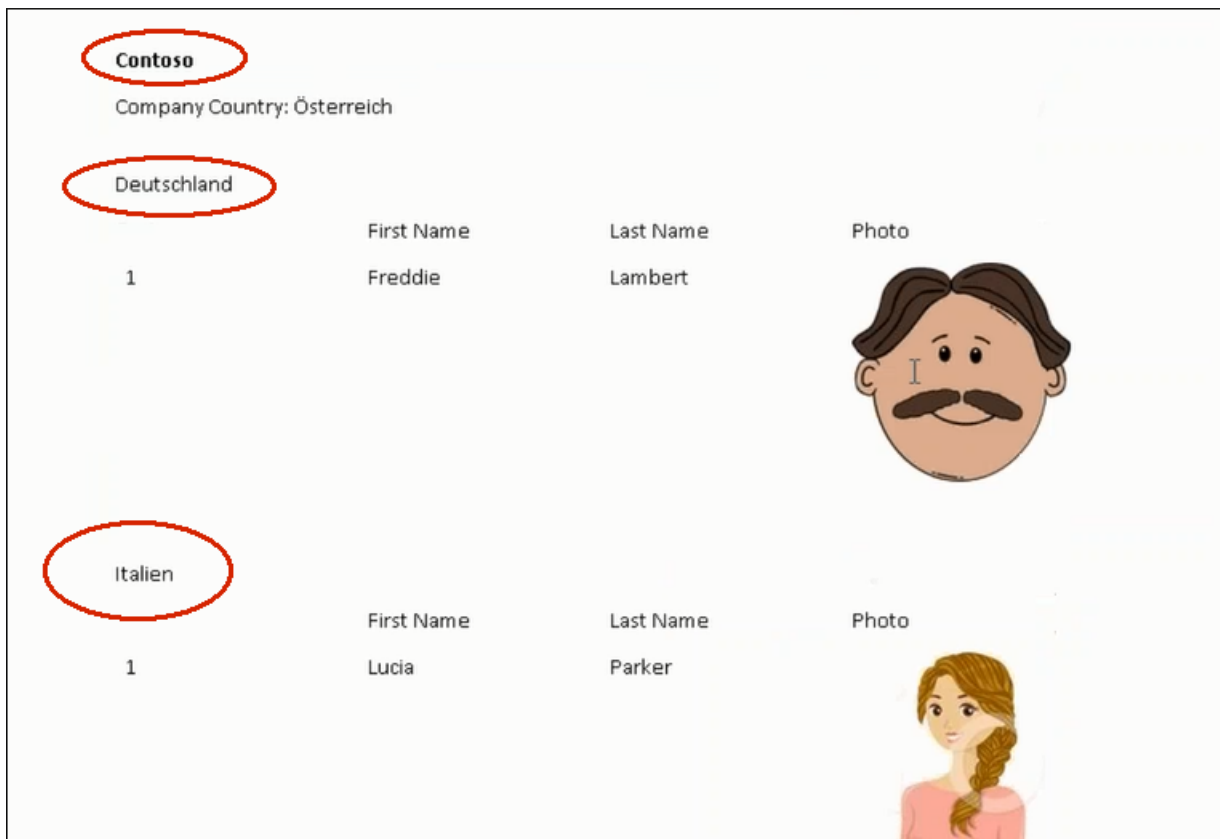 Contoso
Company Country: Österreich
Deutschland
First Name Last Name Photo
1 Freddie Lambert
Italien
First Name Last Name Photo
1 Lucia Parker